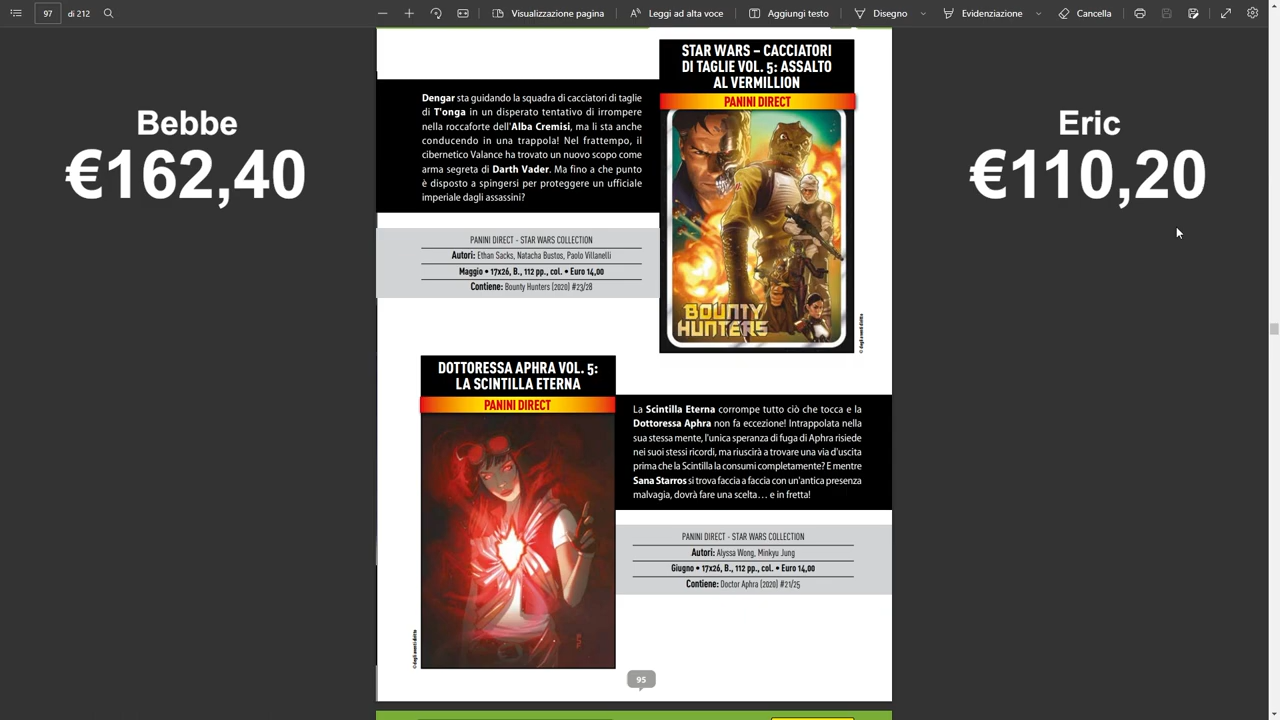 97
di 212
Visualizzazione pagina
Leggi ad alta voce
Aggiungi testo
Disegno
Evidenziazione
Cancella
Bebbe
€162,40
Eric
€110,20
STAR WARS – CACCIATORI
DI TAGLIE VOL. 5: ASSALTO
AL VERMILLION
PANINI DIRECT
Dengar sta guidando la squadra di cacciatori di taglie
di T'onga in un disperato tentativo di irrompere
nella roccaforte dell'Alba Cremisi, ma li sta anche
conducendo in una trappola! Nel frattempo, il
cibernetico Valance ha trovato un nuovo scopo come
arma segreta di Darth Vader. Ma fino a che punto
è disposto a spingersi per proteggere un ufficiale
imperiale dagli assassini?
PANINI DIRECT - STAR WARS COLLECTION
Autori: Ethan Sacks, Natacha Bustos, Paolo Villanelli
Maggio • 17x26, B., 112 pp., col. • Euro 14,00
Contiene: Bounty Hunters (2020) #23/28
BOUNTY
HUNTERS
© degli aventi diritto
DOTTORESSA APHRA VOL. 5:
LA SCINTILLA ETERNA
PANINI DIRECT
La Scintilla Eterna corrompe tutto ciò che tocca e la
Dottoressa Aphra non fa eccezione! Intrappolata nella
sua stessa mente, l'unica speranza di fuga di Aphra risiede
nei suoi stessi ricordi, ma riuscirà a trovare una via d'uscita
prima che la Scintilla la consumi completamente? E mentre
Sana Starros si trova faccia a faccia con un'antica presenza
malvagia, dovrà fare una scelta… e in fretta!
PANINI DIRECT - STAR WARS COLLECTION
Autori: Alyssa Wong, Minkyu Jung
Giugno • 17x26, B., 112 pp., col. • Euro 14,00
Contiene: Doctor Aphra (2020) #21/25
© degli aventi diritto
95